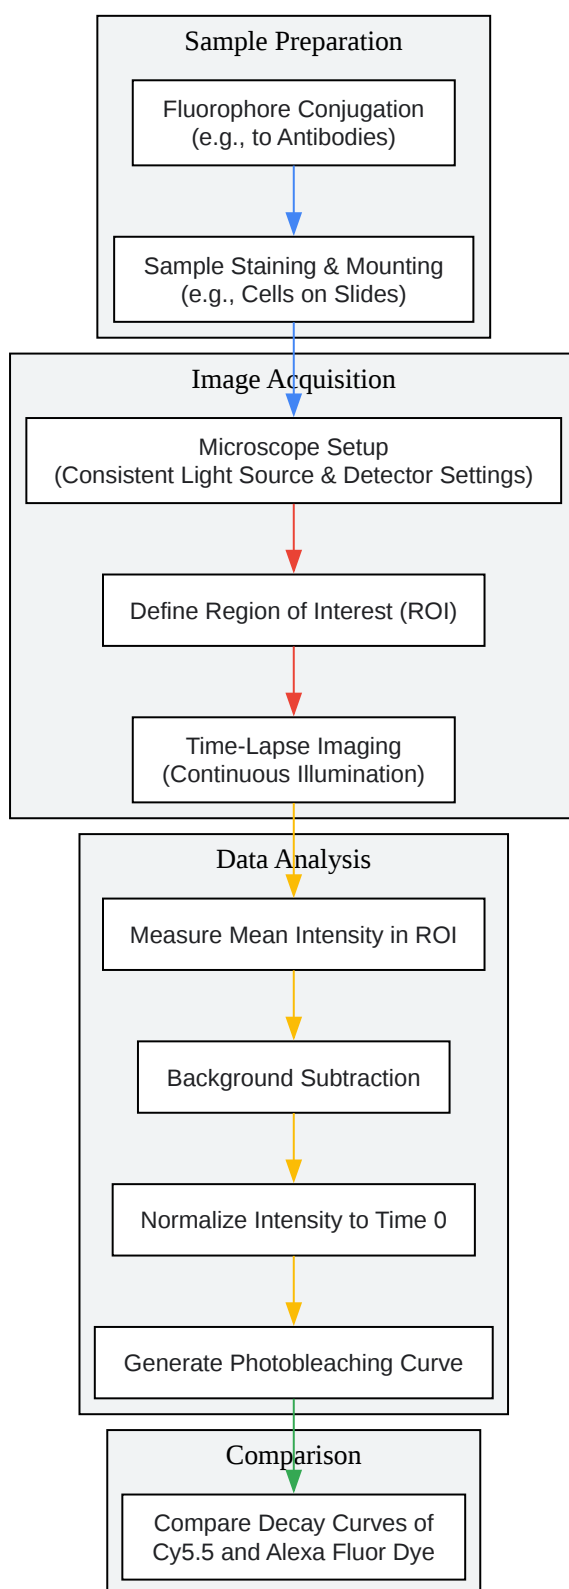 Sample Preparation
Fluorophore Conjugation
(e.g., to Antibodies)
Sample Staining & Mounting
(e.g., Cells on Slides)
Image Acquisition
Microscope Setup
(Consistent Light Source & Detector Settings)
Define Region of Interest (ROI)
Time-Lapse Imaging
(Continuous Illumination)
Data Analysis
Measure Mean Intensity in ROI
Background Subtraction
Normalize Intensity to Time 0
Generate Photobleaching Curve
Comparison
Compare Decay Curves of
Cy5.5 and Alexa Fluor Dye